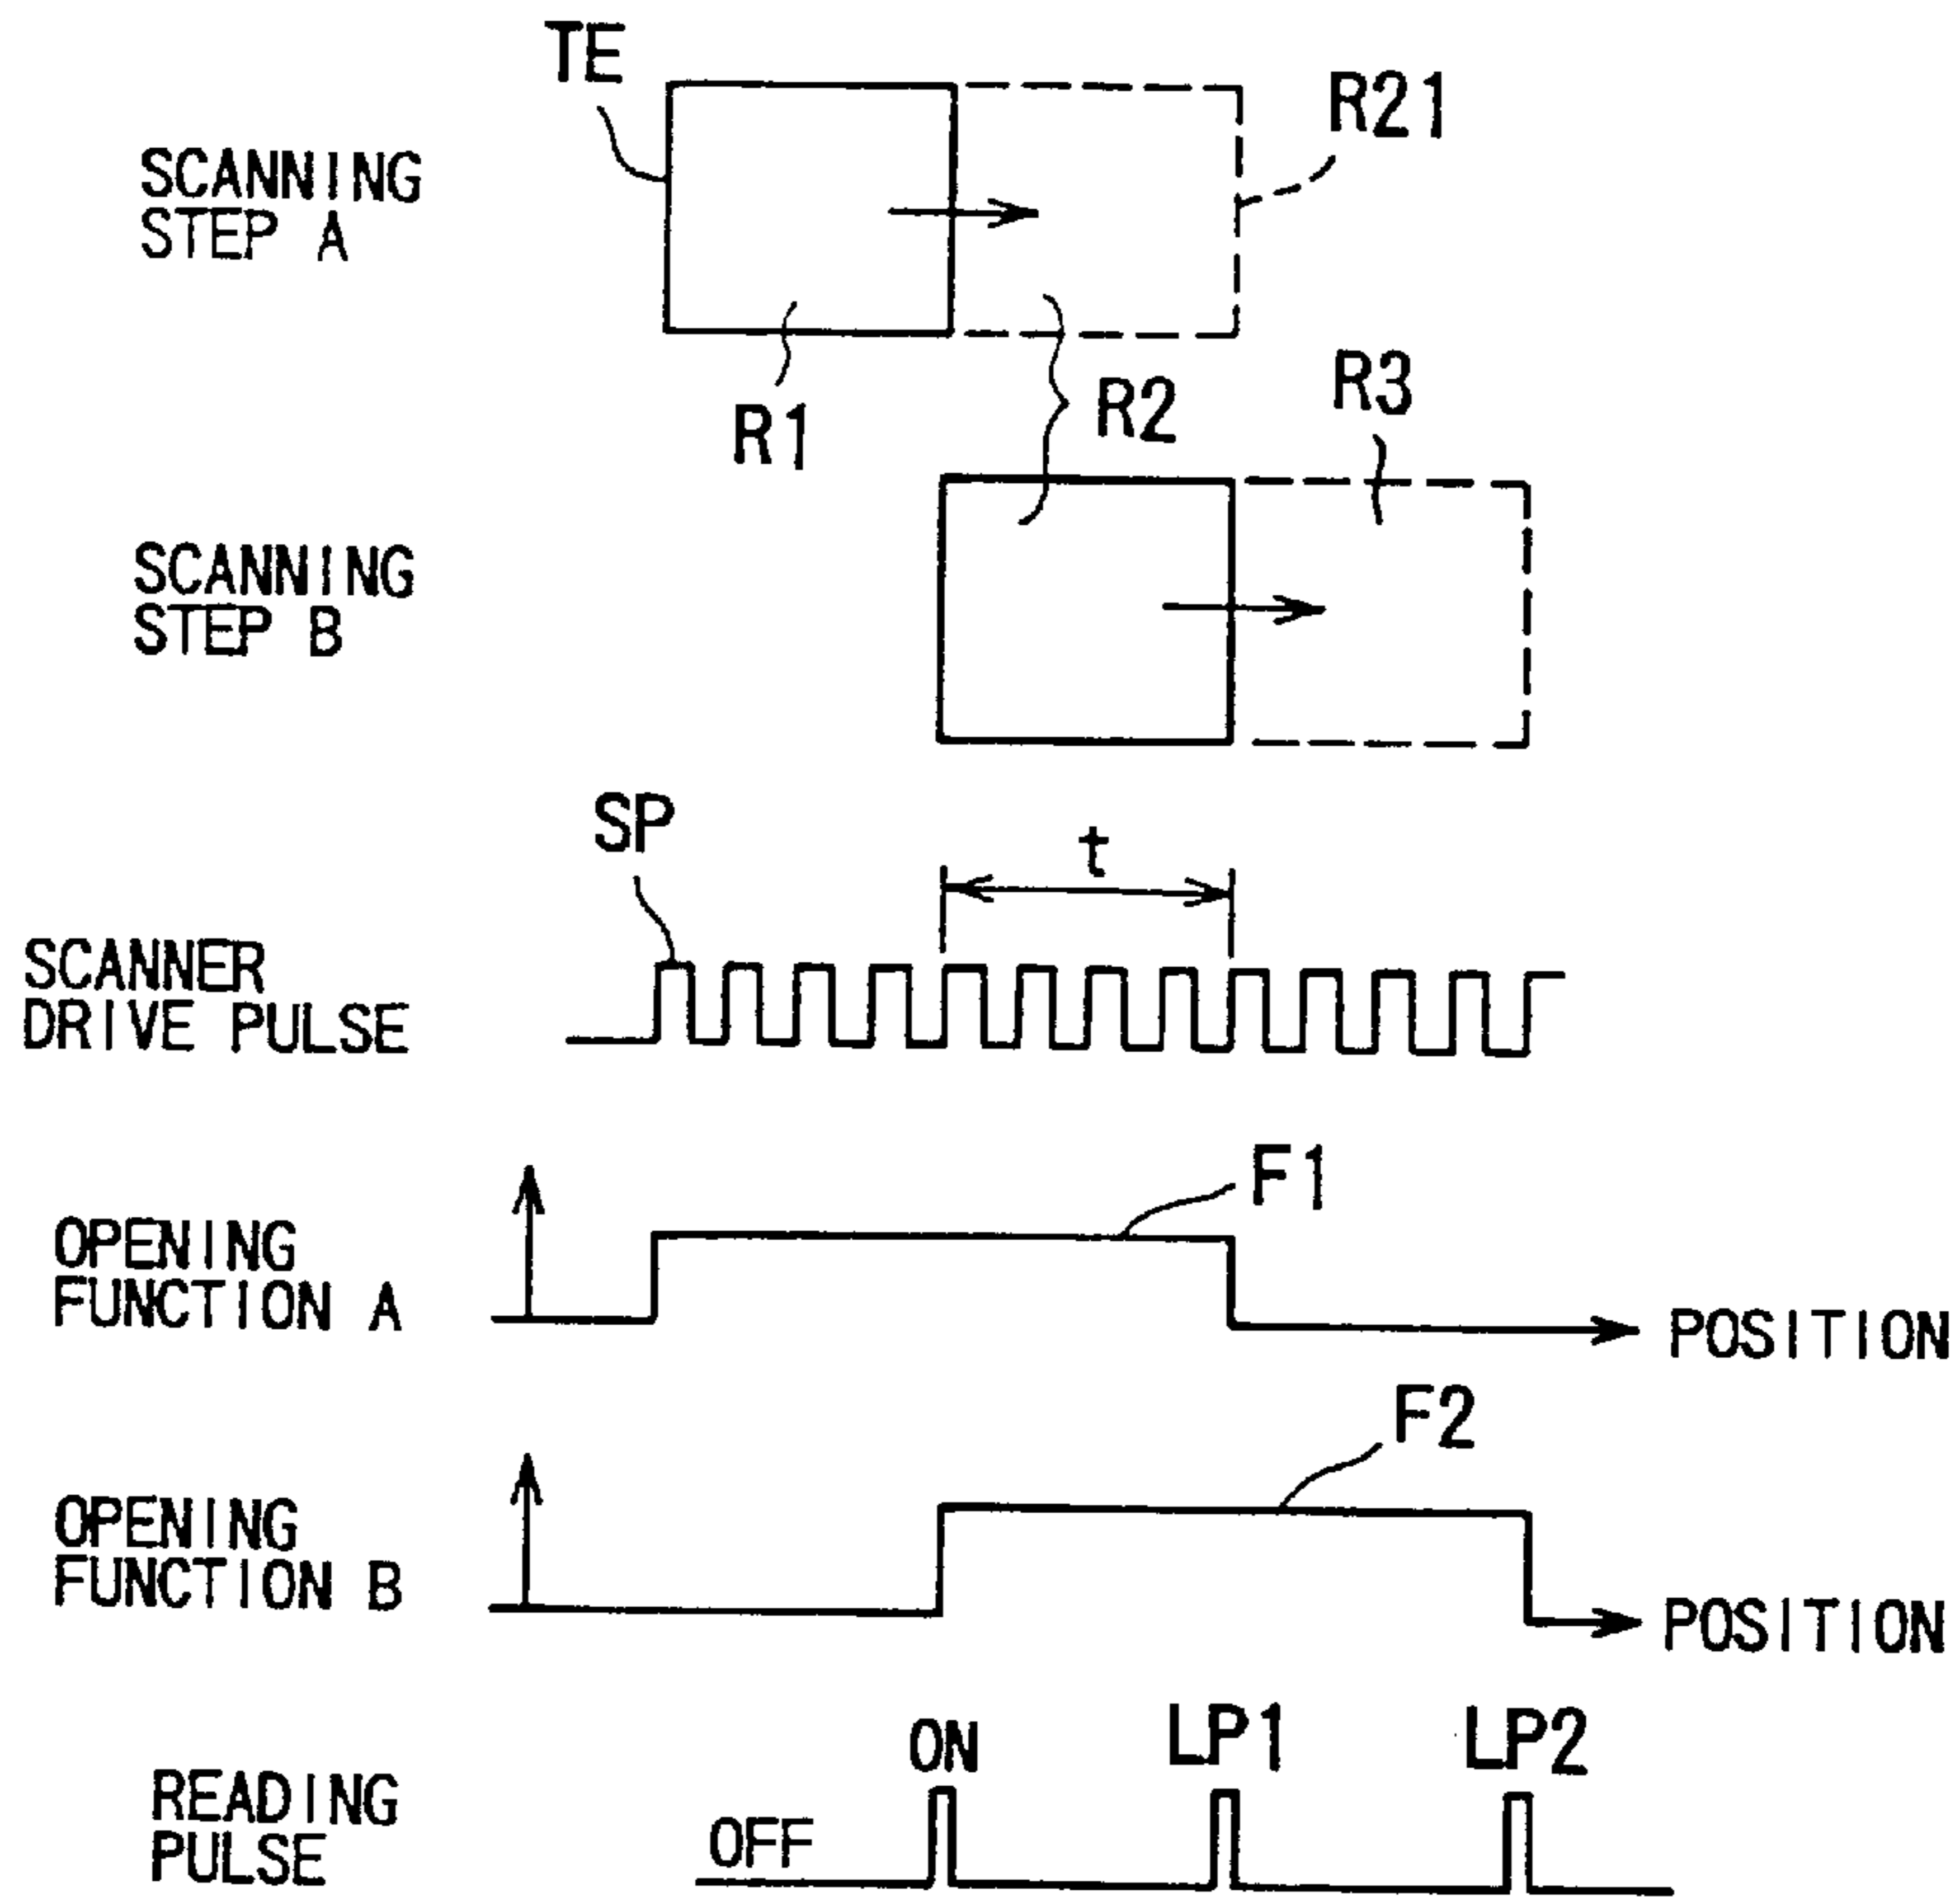 TE
R21
SCANNING
STEP A
R1
R2
R3
SCANNING
STEP B
SP
t
SCANNER
DRIVE PULSE
F1
OPENING
FUNCTION A
POSITION
F2
OPENING
FUNCTION B
POSITION
ON
LP1
LP2
READING
PULSE
OFF